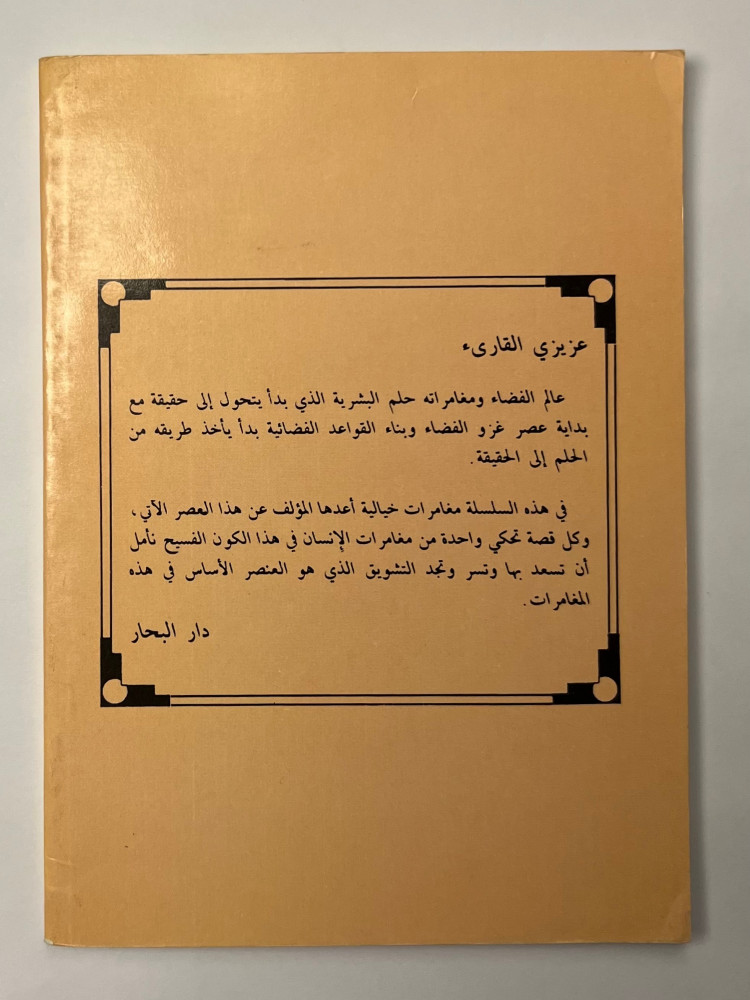 عزيزي القارىء
عالم الفضاء ومغامراته حلم البشرية الذي بدأ يتحول إلى حقيقة مع
بداية عصر غزو الفضاء وبناء القواعد الفضائية بدأ يأخذ طريقه من
الحلم إلى الحقيقة.
في هذه السلسلة مغامرات خيالية أعدها المؤلف عن هذا العصر الآتي،
وكل قصة تحكي واحدة من مغامرات الإِنسان في هذا الكون الفسيح نأمل
أن تسعد بها وتسر وتجد التشويق الذي هو العنصر الأساس في هذه
المغامرات.
دار البحار